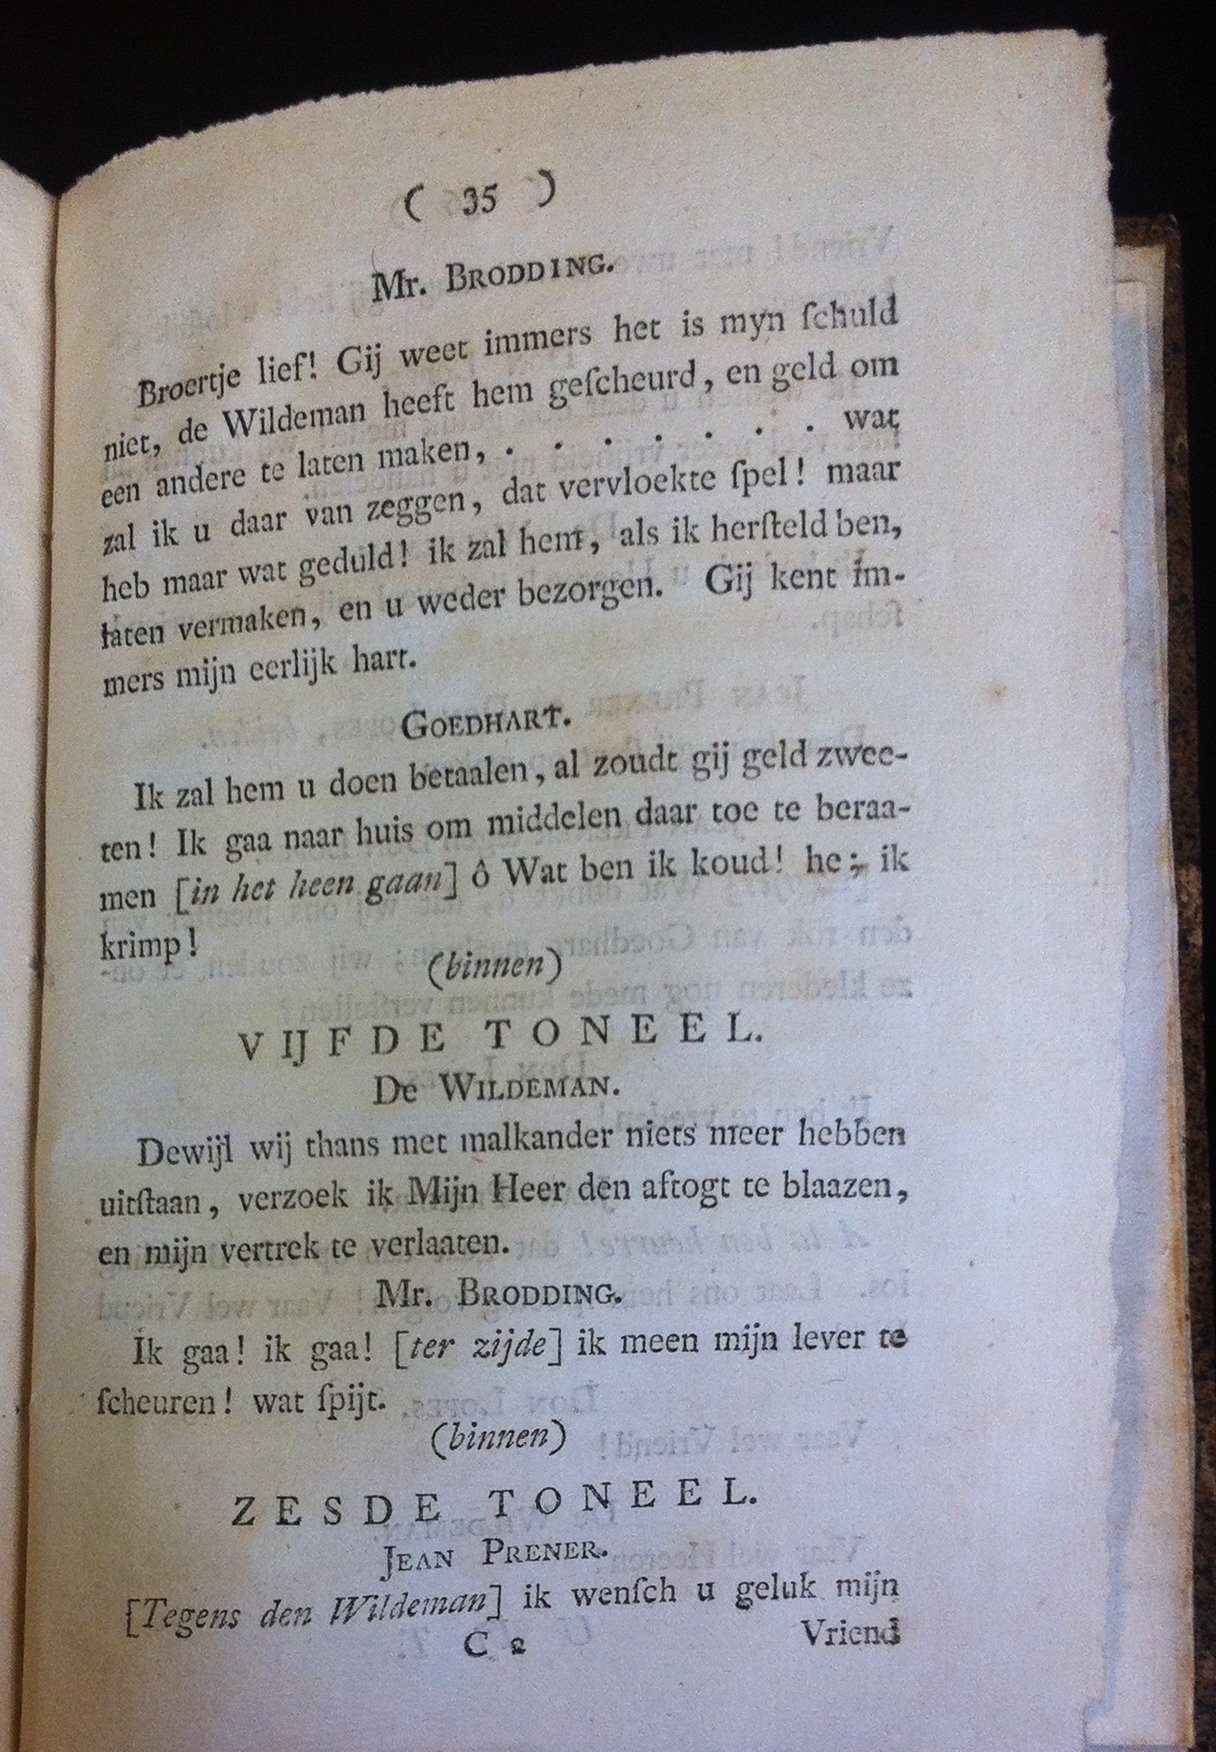 ( 35 )
Mr. BRODDING.
Broertje lief! Gij weet immers het is myn ſchuld
niet, de Wildeman heeft hem geſcheurd, en geld om
een andere te laten maken, . . . . . . . wat
zal ik u daar van zeggen, dat vervloekte ſpel! maar
heb maar wat geduld! ik zal hem, als ik herſteld ben,
laten vermaken, en u weder bezorgen. Gij kent im-
mers mijn eerlijk hart.
GOEDHART.
Ik zal hem u doen betaalen, al zoudt gij geld zwee-
ten! Ik gaa naar huis om middelen daar toe te beraa-
men [in het heen gaan] ô Wat ben ik koud! he; ik
krimp!
(binnen)
VIJFDE TONEEL.
De WILDEMAN.
Dewijl wij thans met malkander niets meer hebben
uitſtaan, verzoek ik Mijn Heer den aftogt te blaazen,
en mijn vertrek te verlaaten.
Mr. BRODDING.
Ik gaa! ik gaa! [ter zijde] ik meen mijn lever te
ſcheuren! wat ſpijt.
(binnen)
ZESDE TONEEL.
JEAN PRENER.
[Tegens den Wildeman] ik wenſch u geluk mijn
C 2 Vriend